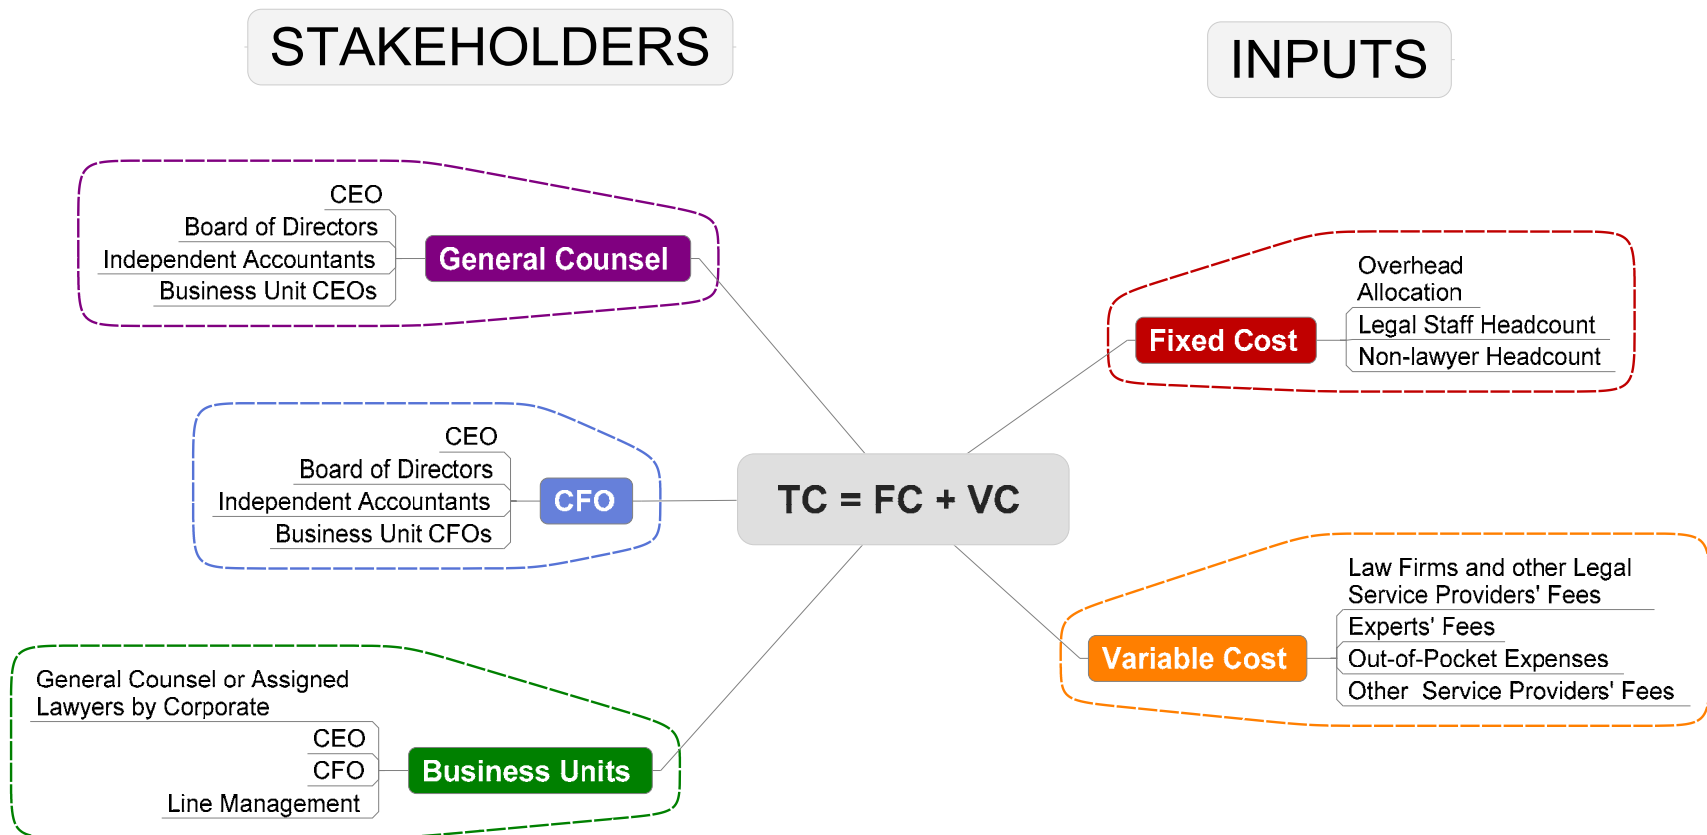 STAKEHOLDERS
INPUTS
CEO
Board of Directors
Independent Accountants
Business Unit CEOs
General Counsel
CEO
Board of Directors
Independent Accountants
Business Unit CFOs
CFO
General Counsel or Assigned
Lawyers by Corporate
CEO
CFO
Line Management
Business Units
TC = FC + VC
Fixed Cost
Overhead
Allocation
Legal Staff Headcount
Non-lawyer Headcount
Variable Cost
Law Firms and other Legal
Service Providers' Fees
Experts' Fees
Out-of-Pocket Expenses
Other  Service Providers' Fees